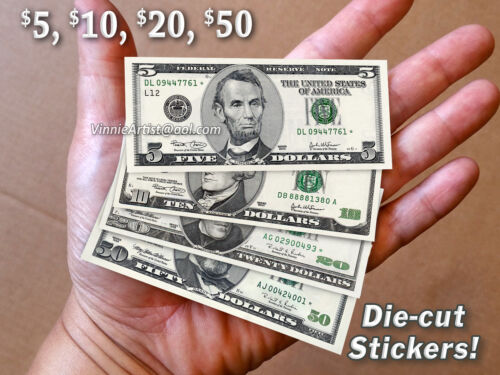 $5, $10, $20, $50
5 FEDERAL RESERVE NOTE 5
THE UNITED STATES
OF AMERICA
DL 09447761 *
L12
DL 09447761 *
VinnieArtist@aol.com
5 FIVE DOLLARS 5
DB 88881380 A
10 TEN DOLLARS 10
AG 02900493 *
TWENTY DOLLARS 20
AJ 00424001 *
50 FIFTY DOLLARS 50
Die-cut
Stickers!